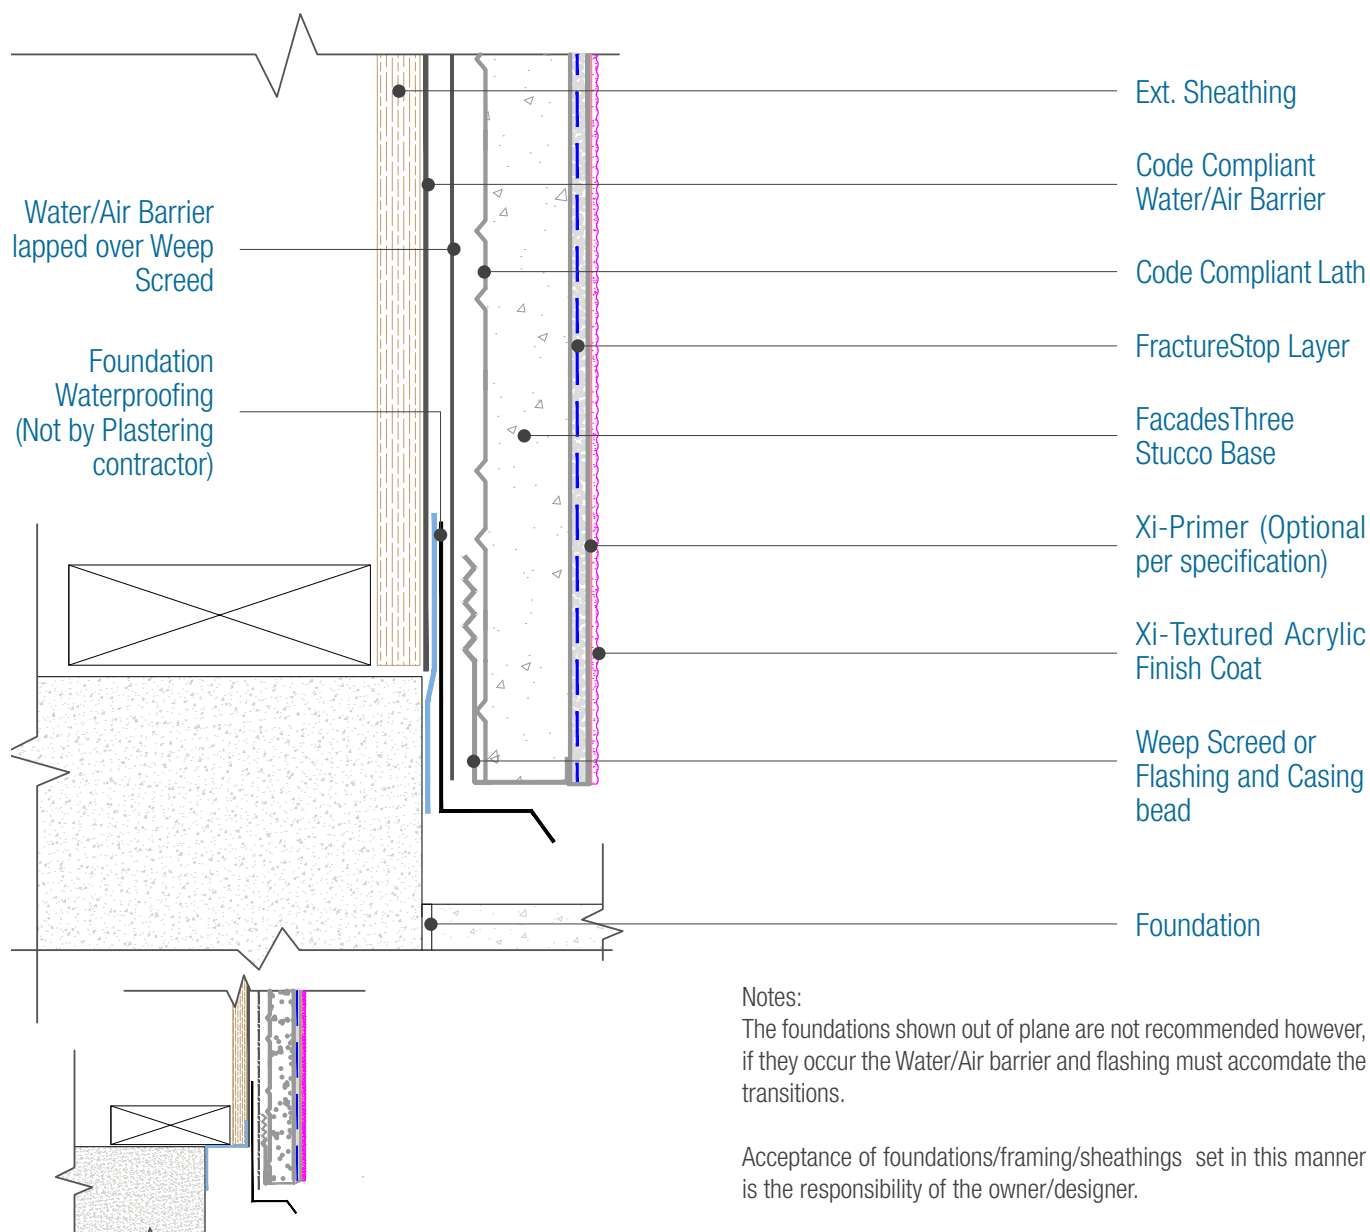 Water/Air Barrier
lapped over Weep
Screed
Foundation
Waterproofing
(Not by Plastering
contractor)
Ext. Sheathing
Code Compliant
Water/Air Barrier
Code Compliant Lath
FractureStop Layer
FacadesThree
Stucco Base
Xi-Primer (Optional
per specification)
Xi-Textured Acrylic
Finish Coat
Weep Screed or
Flashing and Casing
bead
Foundation
Notes:
The foundations shown out of plane are not recommended however,
if they occur the Water/Air barrier and flashing must accomdate the
transitions.
Acceptance of foundations/framing/sheathings set in this manner
is the responsibility of the owner/designer.